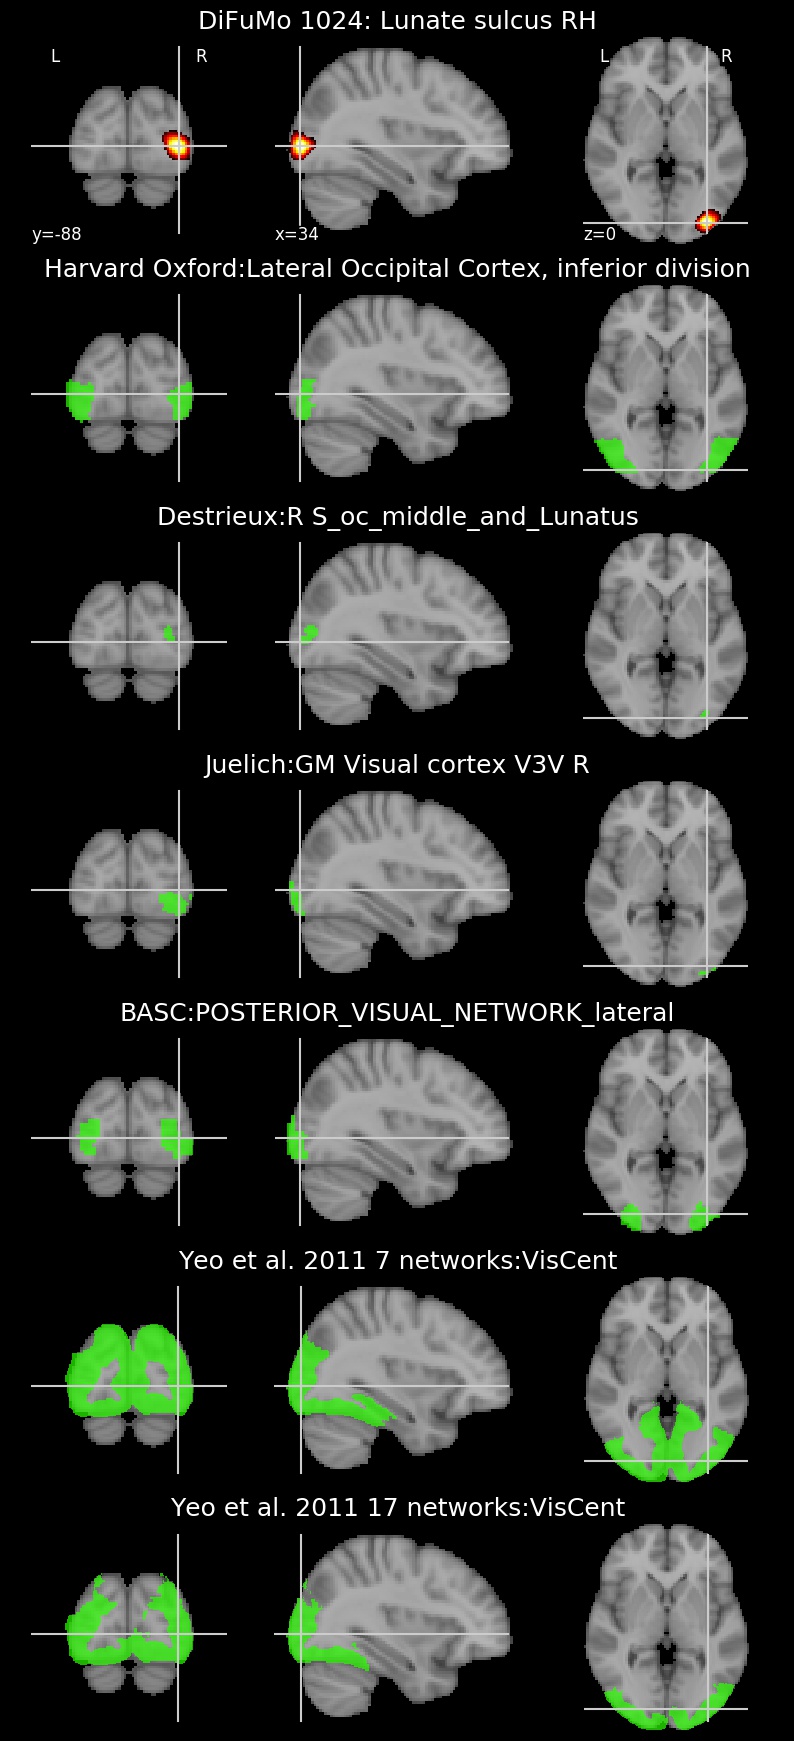 DiFuMo 1024: Lunate sulcus RH
L R L R
y=-88 x=34 z=0
Harvard Oxford:Lateral Occipital Cortex, inferior division
Destrieux:R S_oc_middle_and_Lunatus
Juelich:GM Visual cortex V3V R
BASC:POSTERIOR_VISUAL_NETWORK_lateral
Yeo et al. 2011 7 networks:VisCent
Yeo et al. 2011 17 networks:VisCent